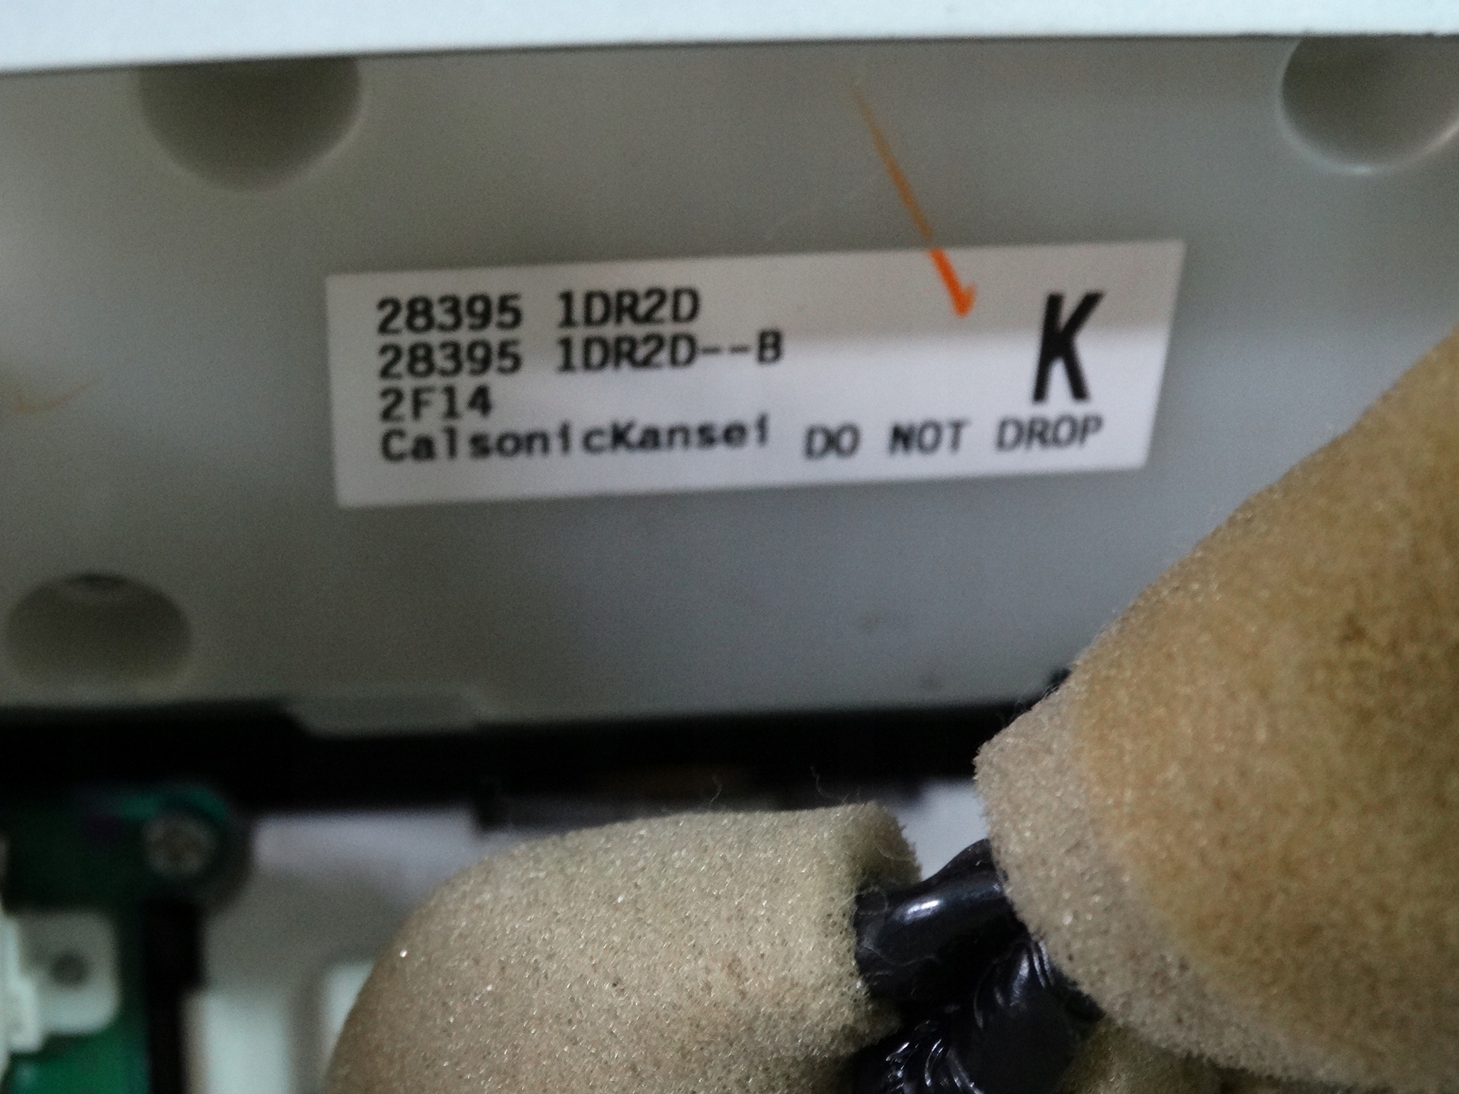 28395 1DR2D
28395 1DR2D--B
2F14
CalsonicKansei DO NOT DROP
K